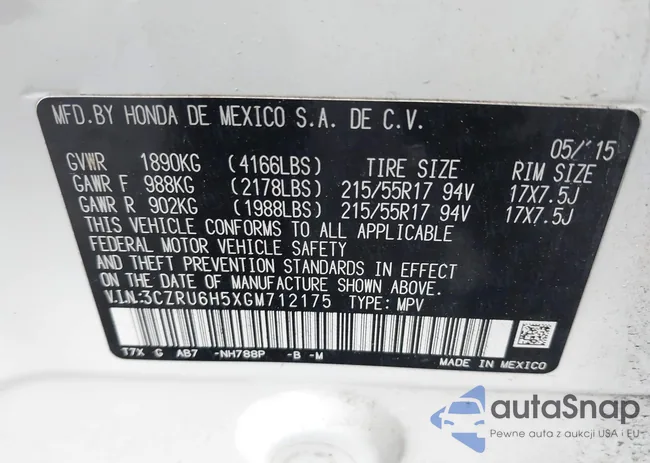 MFD.BY HONDA DE MEXICO S.A. DE C.V.
05/'15
GVWR 1890KG (4166LBS) TIRE SIZE RIM SIZE
GAWR F 988KG (2178LBS) 215/55R17 94V 17X7.5J
GAWR R 902KG (1988LBS) 215/55R17 94V 17X7.5J
THIS VEHICLE CONFORMS TO ALL APPLICABLE
FEDERAL MOTOR VEHICLE SAFETY
AND THEFT PREVENTION STANDARDS IN EFFECT
ON THE DATE OF MANUFACTURE SHOWN ABOVE.
V.I.N:3CZRU6H5XGM712175 TYPE: MPV
T7X G AB7 -NH788P -B -M
MADE IN MEXICO
autaSnap
Pewne auta z aukcji USA i EU